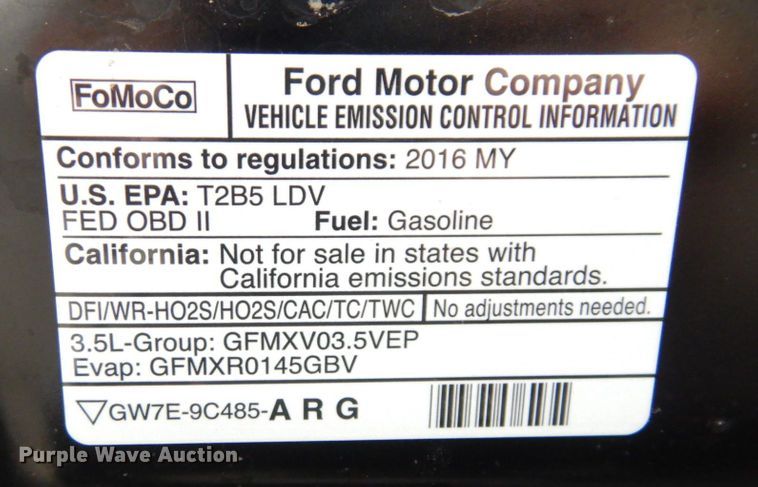 FoMoCo
Ford Motor Company
VEHICLE EMISSION CONTROL INFORMATION
Conforms to regulations: 2016 MY
U.S. EPA: T2B5 LDV
FED OBD II Fuel: Gasoline
California: Not for sale in states with
California emissions standards.
DFI/WR-HO2S/HO2S/CAC/TC/TWC No adjustments needed.
3.5L-Group: GFMXV03.5VEP
Evap: GFMXR0145GBV
▽GW7E-9C485-A R G
Purple Wave Auction